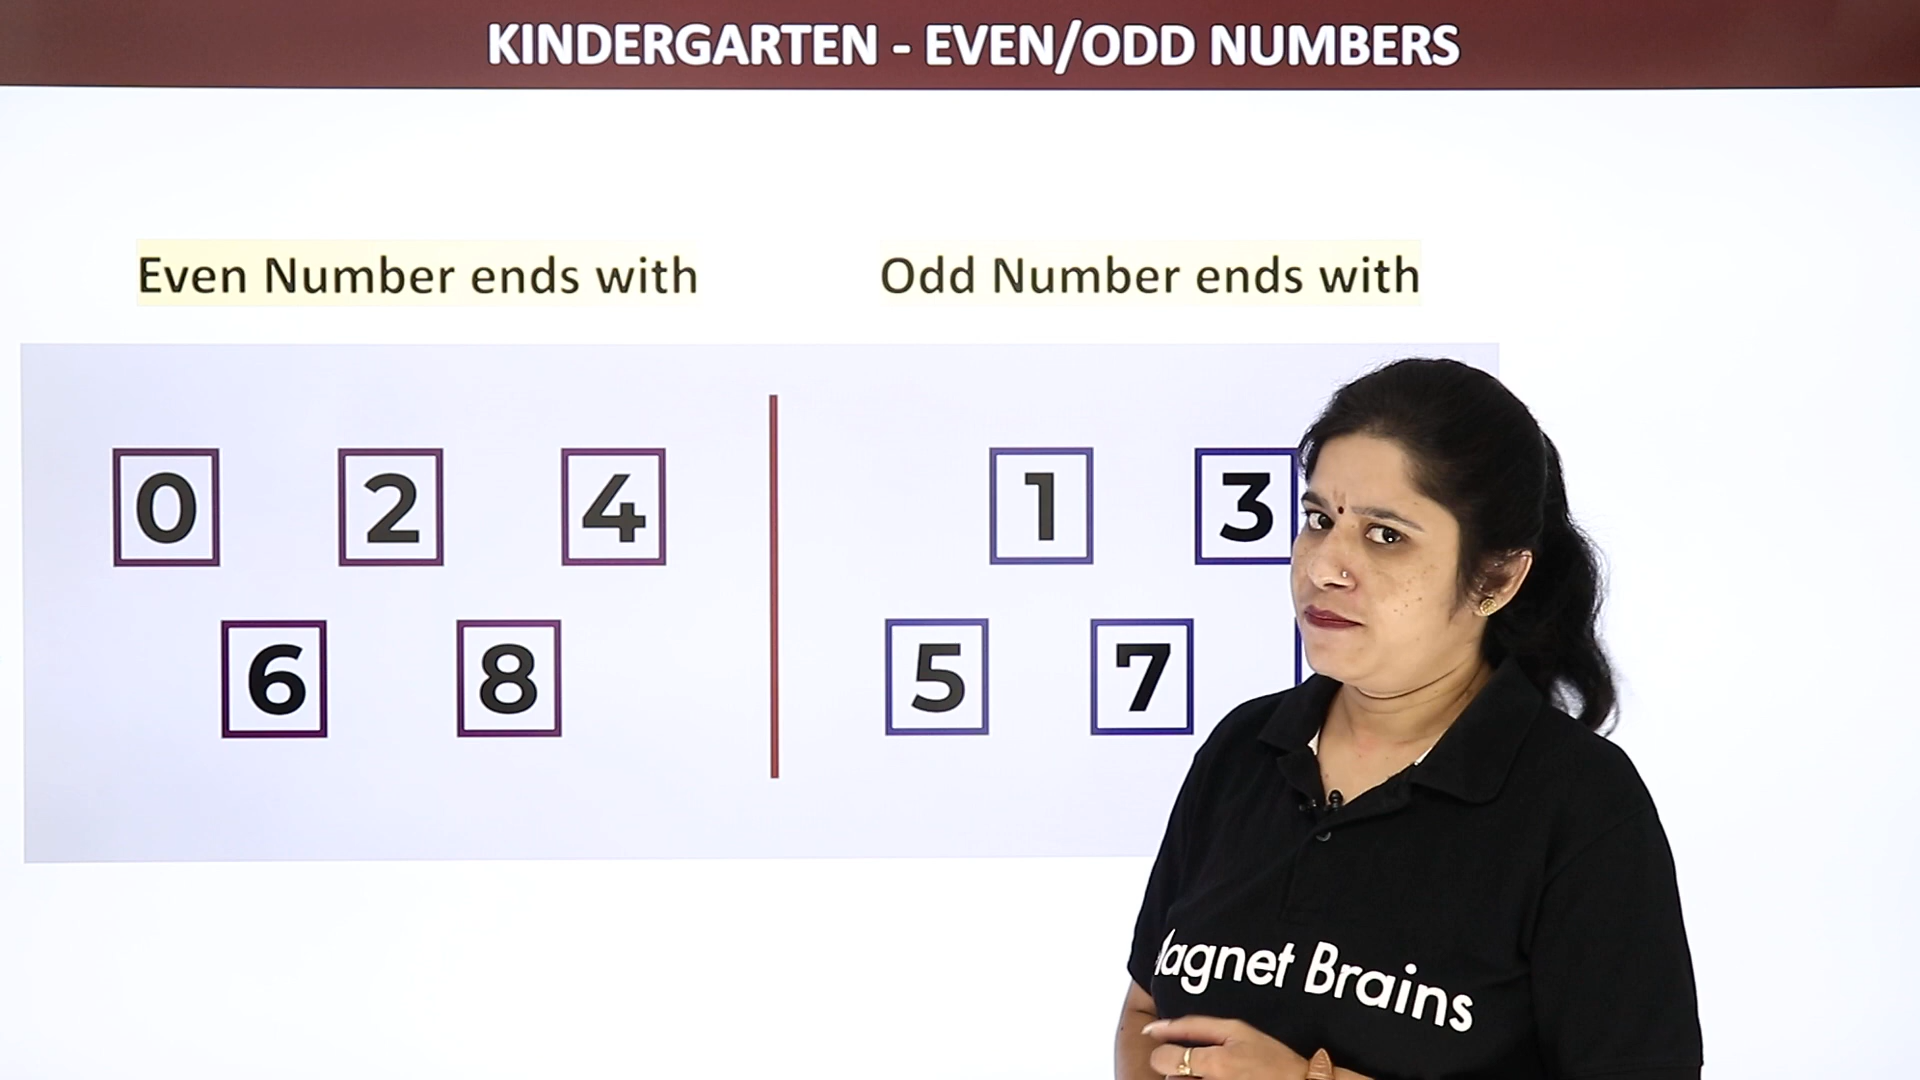 KINDERGARTEN - EVEN/ODD NUMBERS
Even Number ends with
Odd Number ends with
0 2 4
6 8
1 3
5 7
agnet Brains